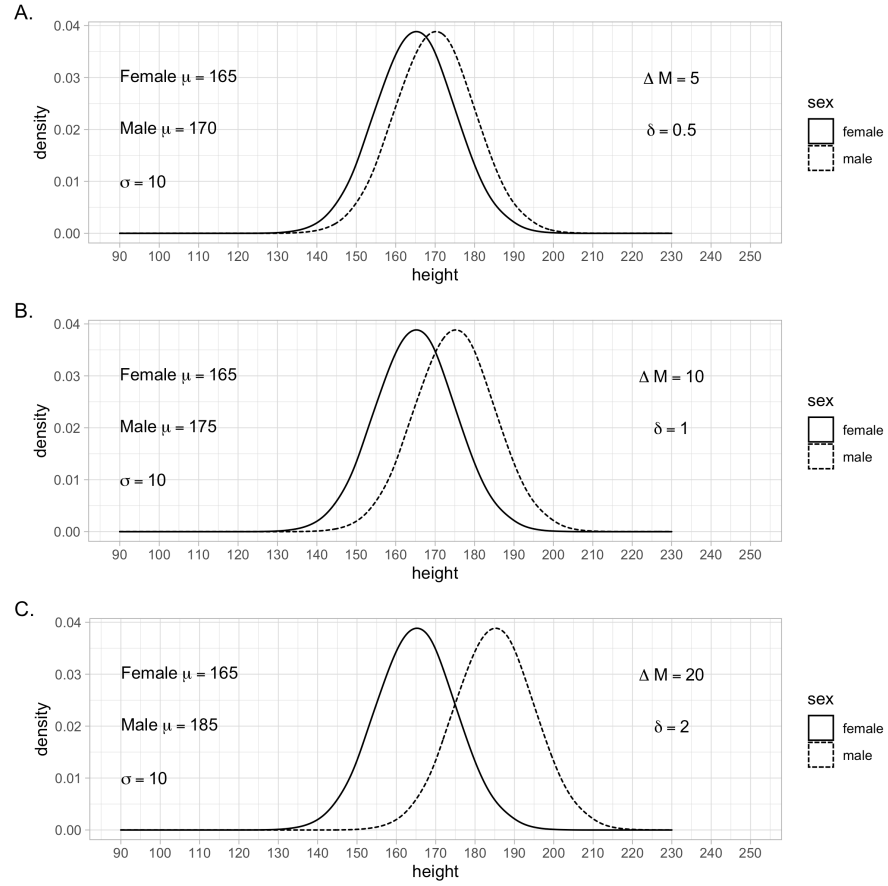 A.
0.04
0.03
0.02
0.01
0.00
density
Female μ = 165
Male μ = 170
σ = 10
Δ M = 5
δ = 0.5
90 100 110 120 130 140 150 160 170 180 190 200 210 220 230 240 250
height
sex
female
male
B.
0.04
0.03
0.02
0.01
0.00
density
Female μ = 165
Male μ = 175
σ = 10
Δ M = 10
δ = 1
90 100 110 120 130 140 150 160 170 180 190 200 210 220 230 240 250
height
sex
female
male
C.
0.04
0.03
0.02
0.01
0.00
density
Female μ = 165
Male μ = 185
σ = 10
Δ M = 20
δ = 2
90 100 110 120 130 140 150 160 170 180 190 200 210 220 230 240 250
height
sex
female
male